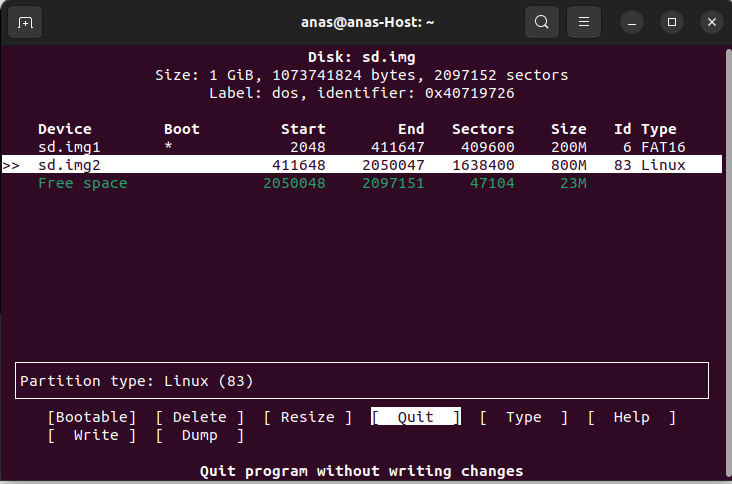 anas@anas-Host: ~
Disk: sd.img
Size: 1 GiB, 1073741824 bytes, 2097152 sectors
Label: dos, identifier: 0x40719726
Device Boot Start End Sectors Size Id Type
sd.img1 * 2048 411647 409600 200M 6 FAT16
>> sd.img2 411648 2050047 1638400 800M 83 Linux
Free space 2050048 2097151 47104 23M
Partition type: Linux (83)
[Bootable] [ Delete ] [ Resize ] [ Quit ] [ Type ] [ Help ]
[ Write ] [ Dump ]
Quit program without writing changes